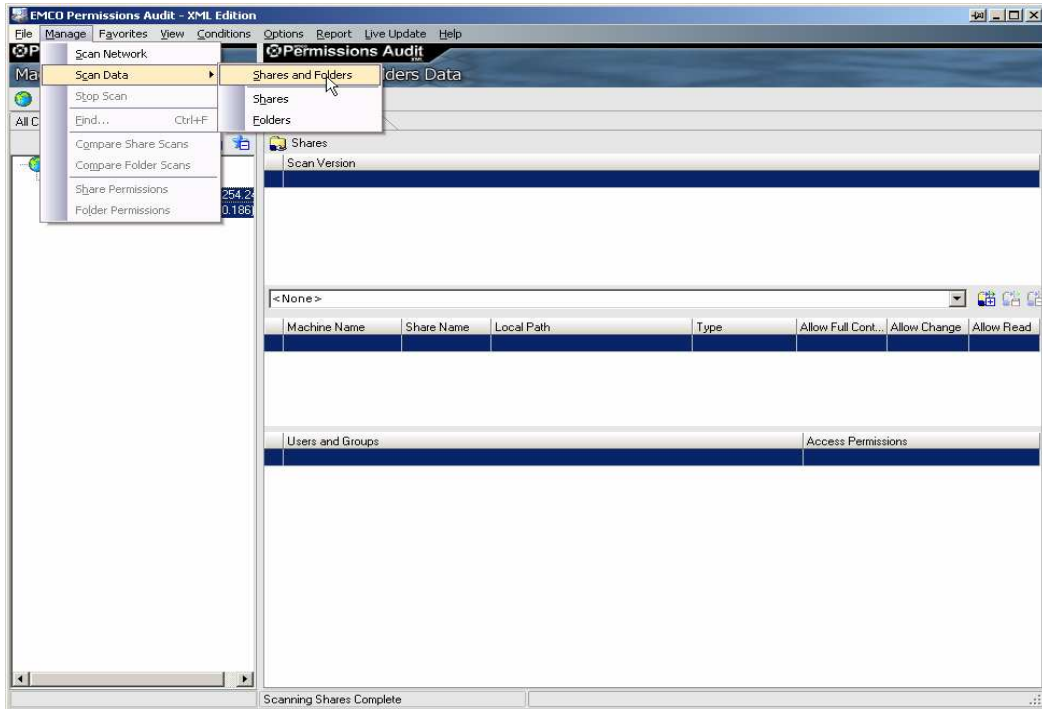 EMCO Permissions Audit - XML Edition
File Manage Favorites View Conditions Options Report Live Update Help
Permissions Audit
XML
Scan Network
Scan Data
Shares and Folders
Stop Scan
Shares
Find... Ctrl+F
Folders
Compare Share Scans
Compare Folder Scans
Share Permissions
Folder Permissions
Shares
Scan Version
<None>
Machine Name Share Name Local Path Type Allow Full Cont... Allow Change Allow Read
Users and Groups Access Permissions
Scanning Shares Complete